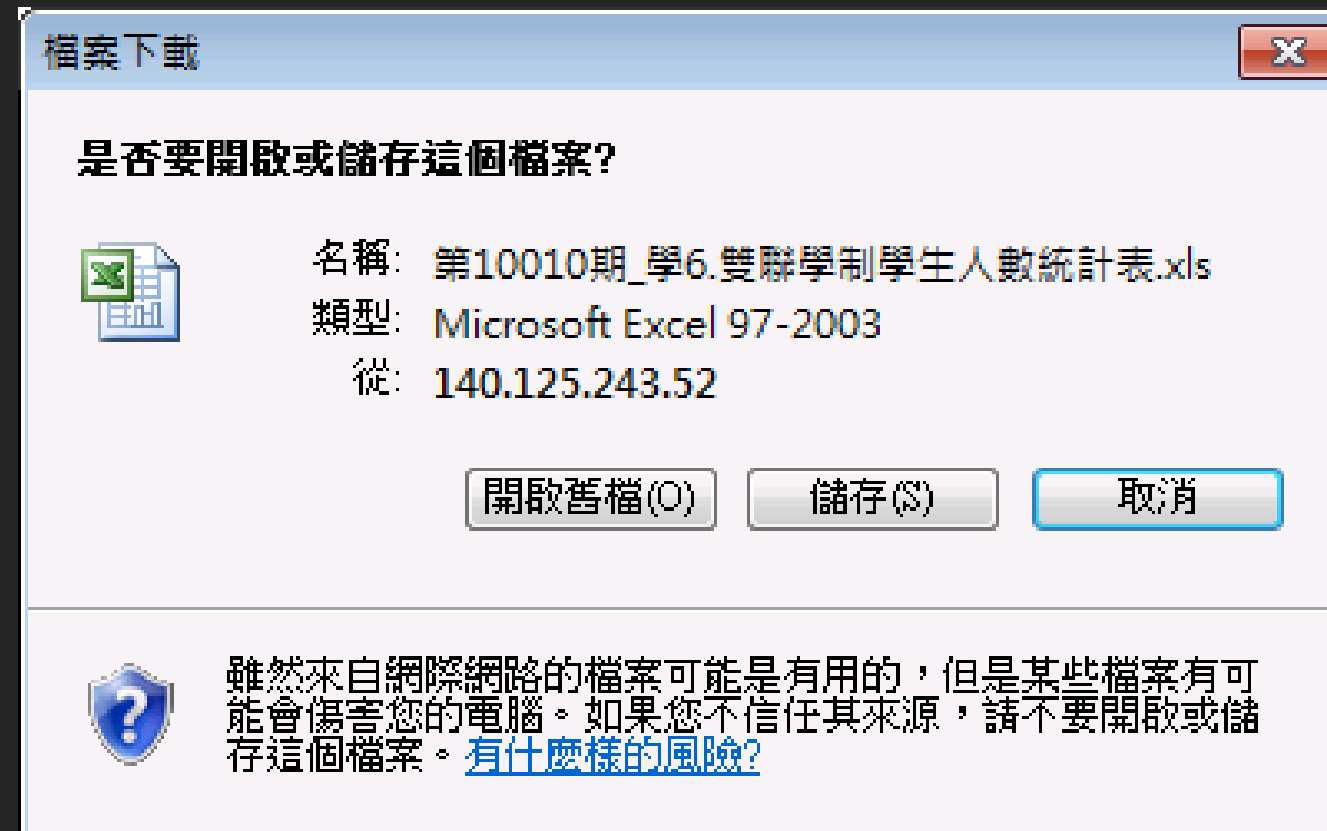 檔案下載
是否要開啟或儲存這個檔案?
名稱: 第10010期_學6.雙聯學制學生人數統計表.xls
類型: Microsoft Excel 97-2003
從: 140.125.243.52
開啟舊檔(O) 儲存(S) 取消
雖然來自網際網路的檔案可能是有用的，但是某些檔案有可
能會傷害您的電腦。如果您不信任其來源，請不要開啟或儲
存這個檔案。有什麼樣的風險?